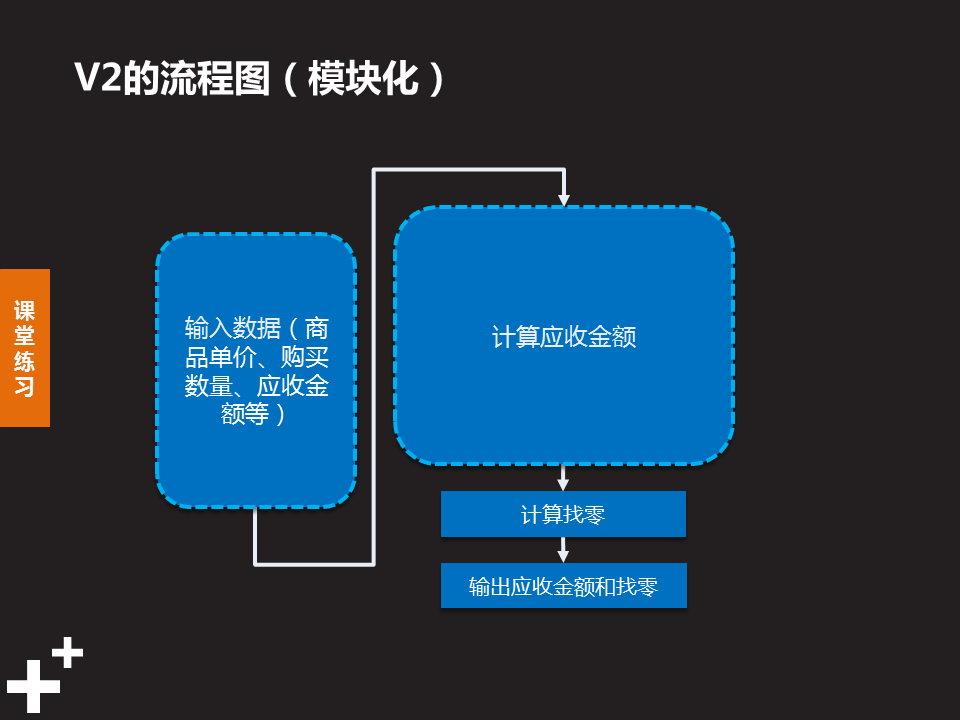 V2的流程图（模块化）
课
堂
练
习
输入数据（商
品单价、购买
数量、应收金
额等）
计算应收金额
计算找零
输出应收金额和找零